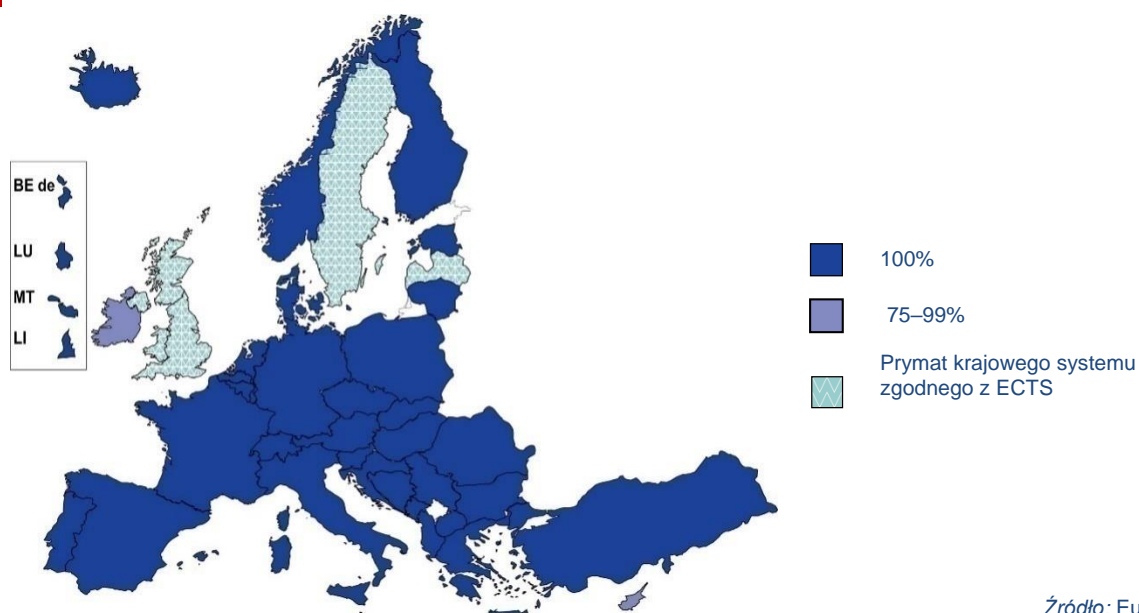 BE de
LU
MT
LI
100%
75–99%
Prymat krajowego systemu
zgodnego z ECTS
Źródło: Eu